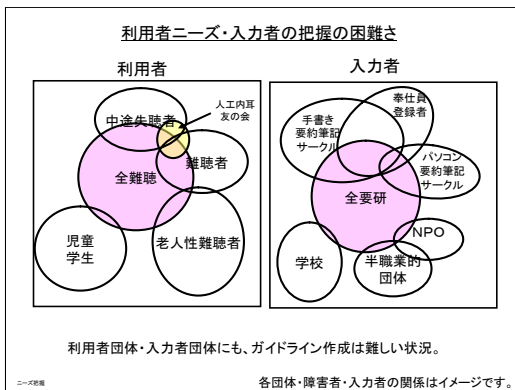 利用者ニーズ・入力者の把握の困難さ
利用者
人工内耳
友の会
中途失聴者
全難聴
難聴者
児童
学生
老人性難聴者
入力者
奉仕員
登録者
手書き
要約筆記
サークル
パソコン
要約筆記
サークル
全要研
NPO
学校
半職業的
団体
利用者団体・入力者団体にも、ガイドライン作成は難しい状況。
ニーズ把握
各団体・障害者・入力者の関係はイメージです。